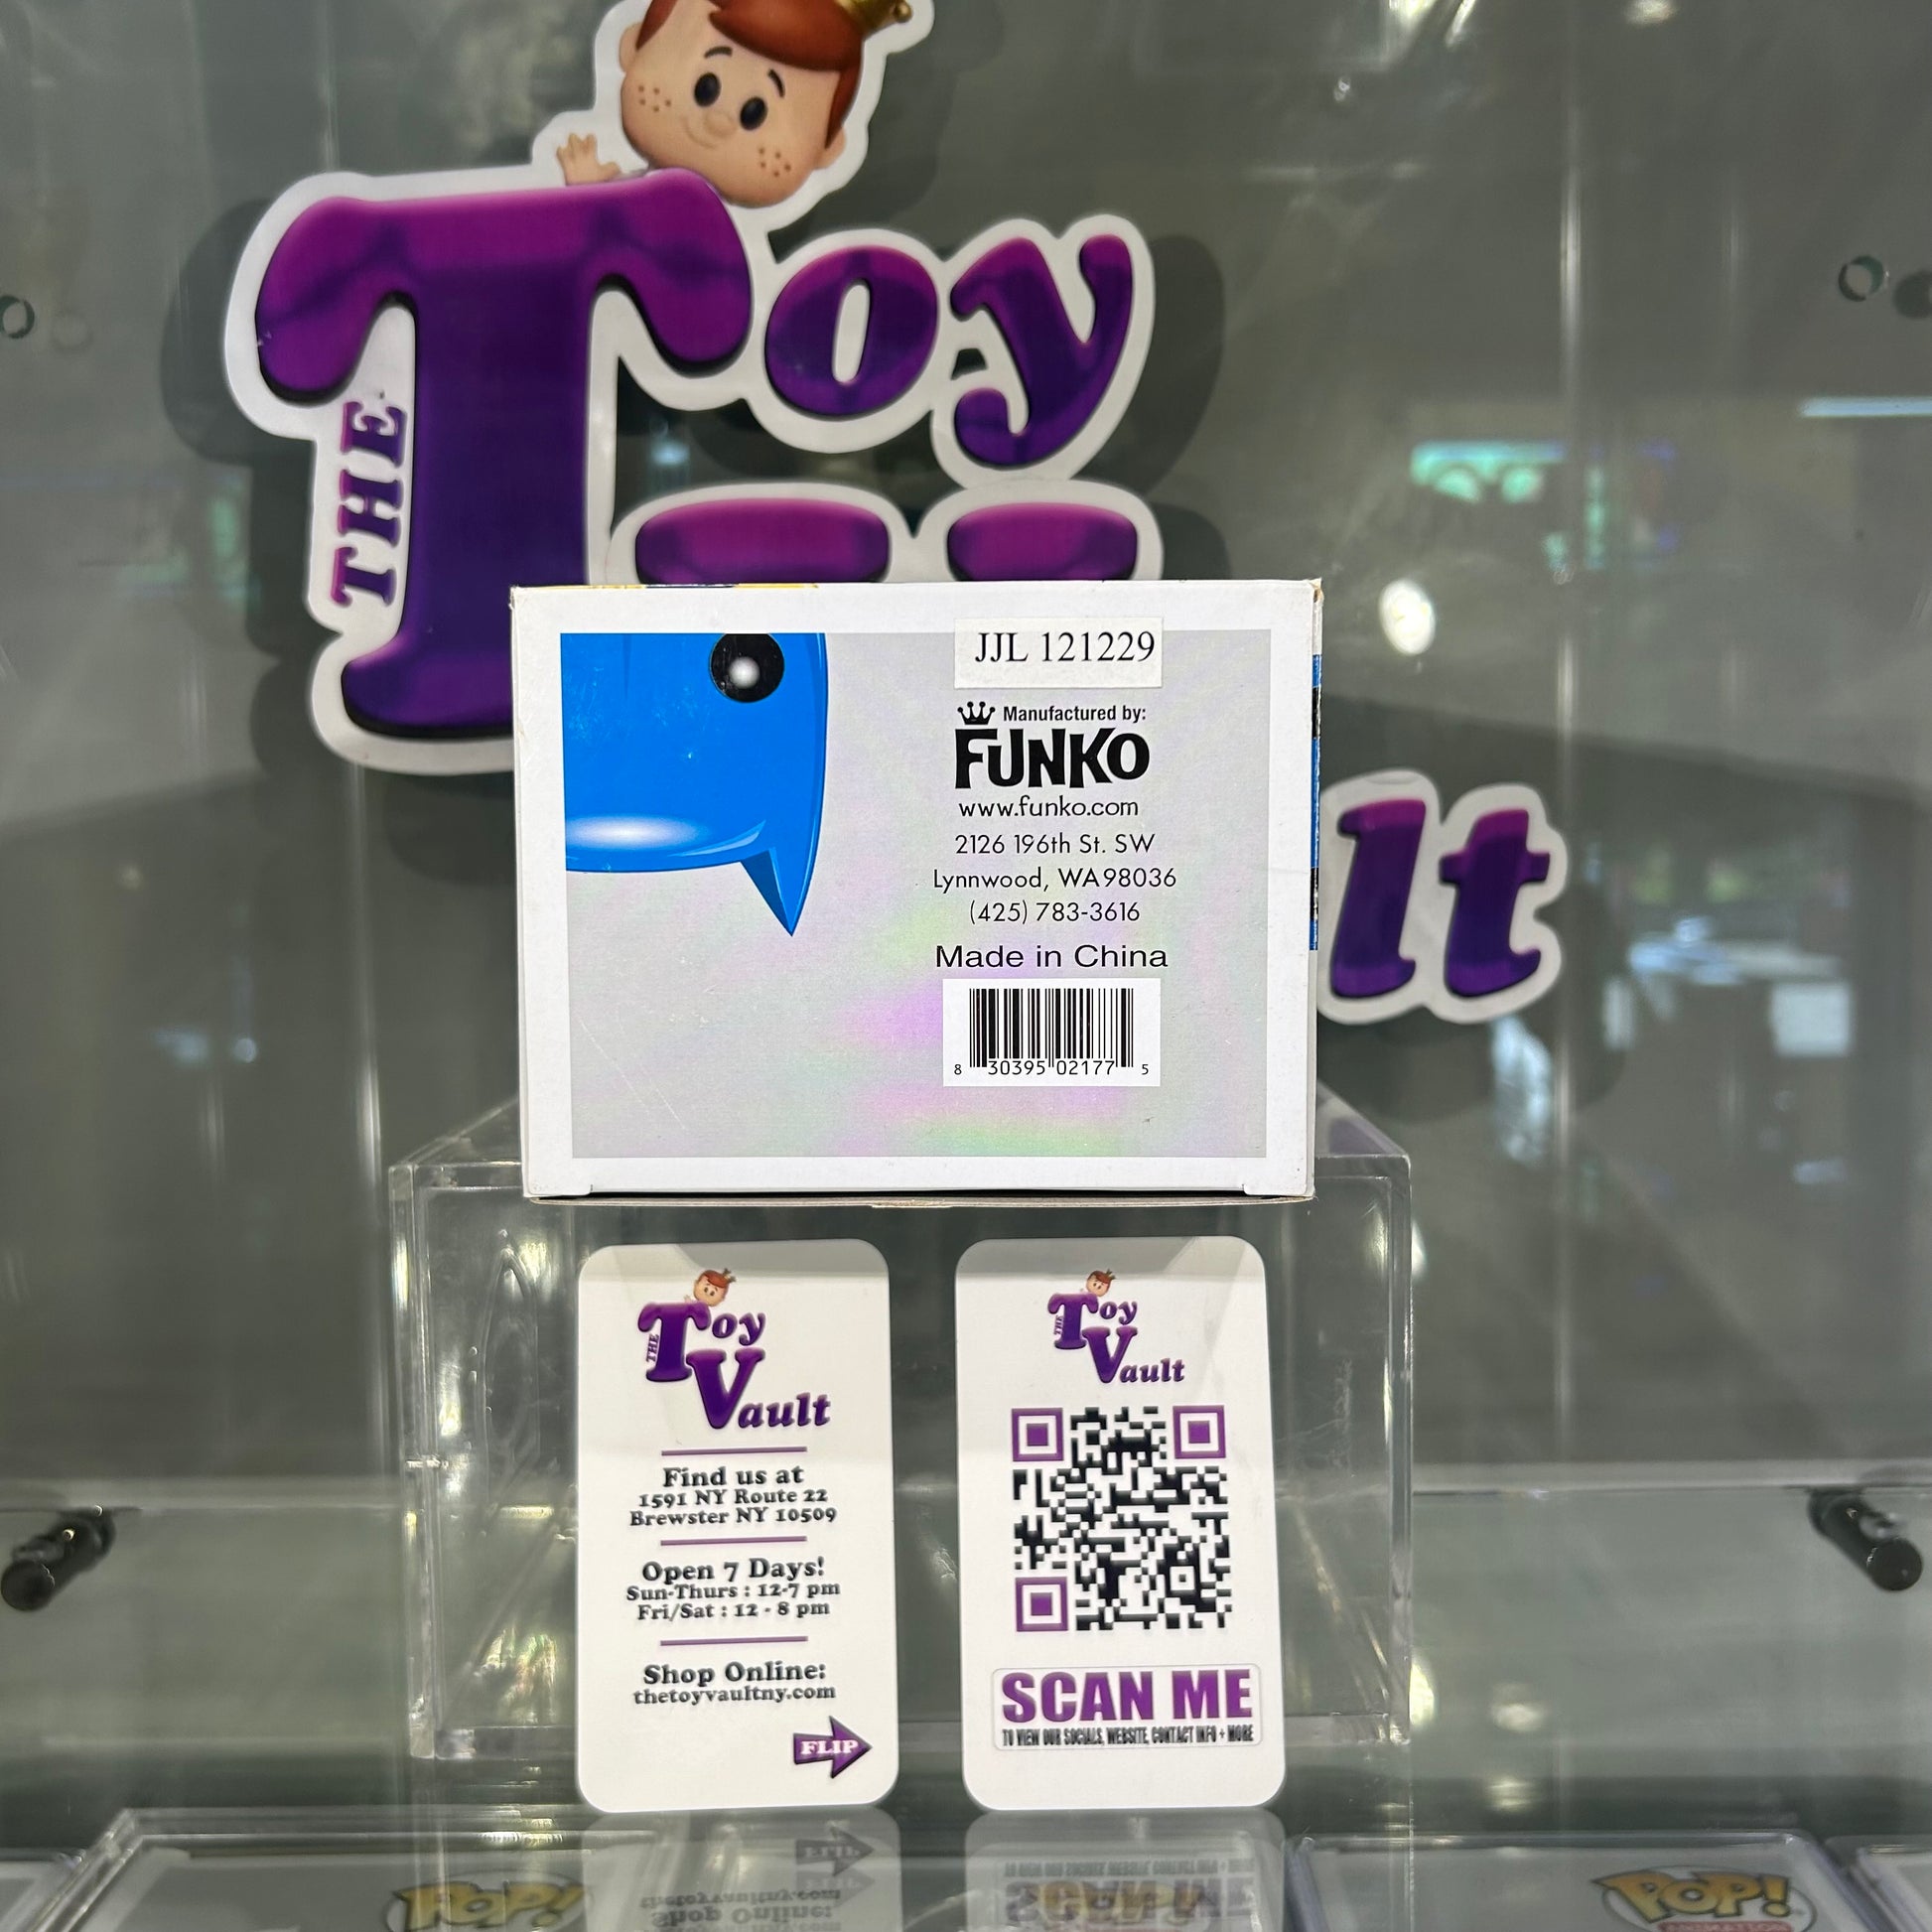 THE Toy
lt
JJL 121229
Manufactured by:
FUNKO
www.funko.com
2126 196th St. SW
Lynnwood, WA 98036
(425) 783-3616
Made in China
8 30395 02177 5
THE Toy
Vault
Find us at
1591 NY Route 22
Brewster NY 10509
Open 7 Days!
Sun-Thurs : 12-7 pm
Fri/Sat : 12 - 8 pm
Shop Online:
thetoyvaultny.com
FLIP
THE Toy
Vault
SCAN ME
TO VIEW OUR SOCIALS, WEBSITE, CONTACT INFO + MORE
POP!
POP!